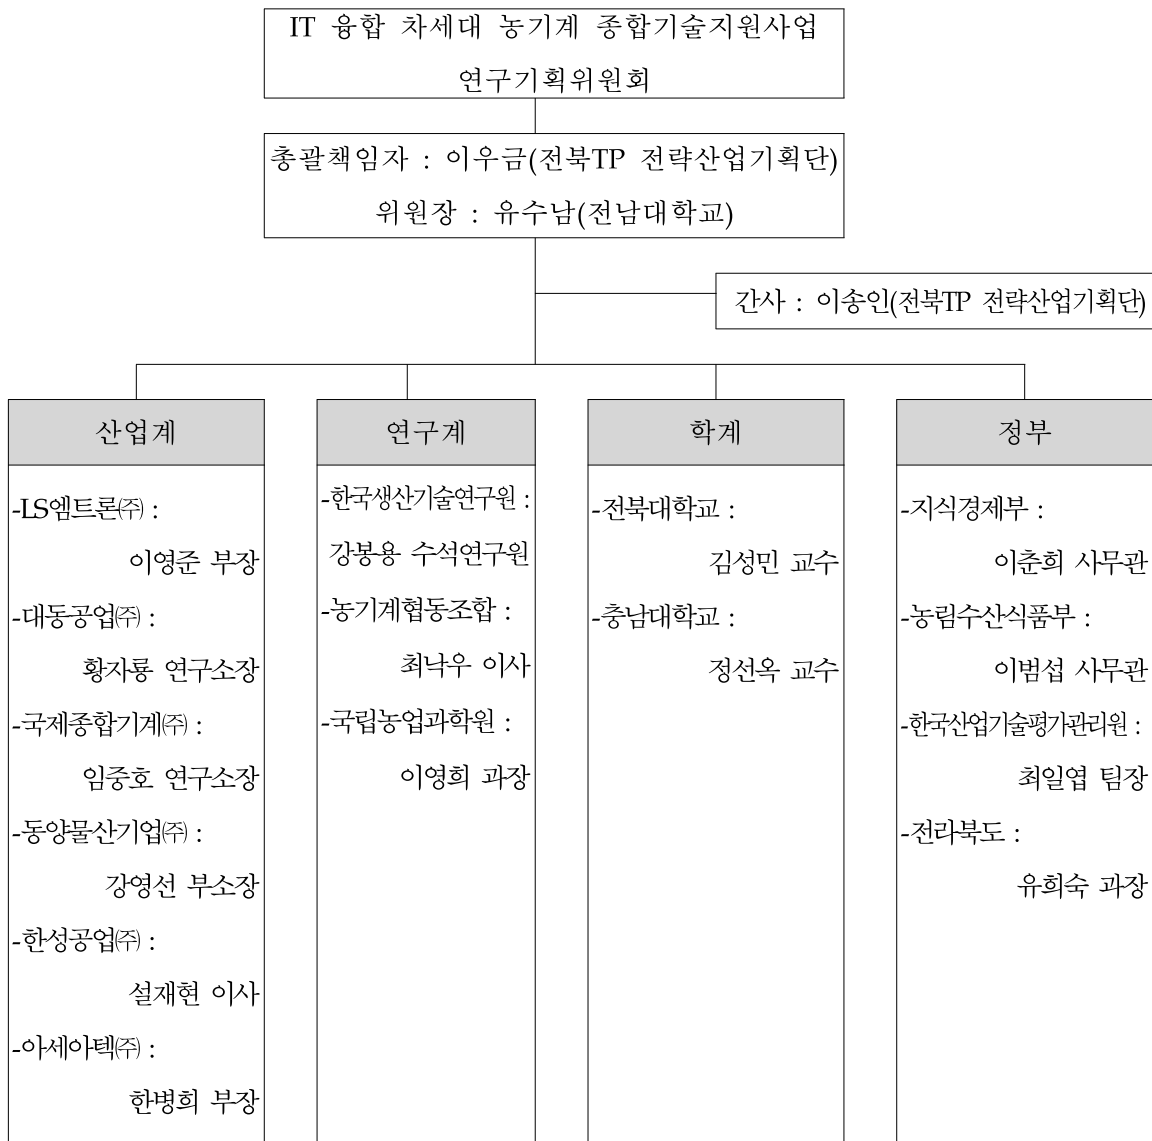 IT 융합 차세대 농기계 종합기술지원사업
연구기획위원회
총괄책임자 : 이우금(전북TP 전략산업기획단)
위원장 : 유수남(전남대학교)
간사 : 이송인(전북TP 전략산업기획단)
산업계
-LS엠트론㈜ :
이영준 부장
-대동공업㈜ :
황자룡 연구소장
-국제종합기계㈜ :
임중호 연구소장
-동양물산기업㈜ :
강영선 부소장
-한성공업㈜ :
설재현 이사
-아세아텍㈜ :
한병희 부장
연구계
-한국생산기술연구원 :
강봉용 수석연구원
-농기계협동조합 :
최낙우 이사
-국립농업과학원 :
이영희 과장
학계
-전북대학교 :
김성민 교수
-충남대학교 :
정선옥 교수
정부
-지식경제부 :
이춘희 사무관
-농림수산식품부 :
이범섭 사무관
-한국산업기술평가관리원 :
최일엽 팀장
-전라북도 :
유희숙 과장